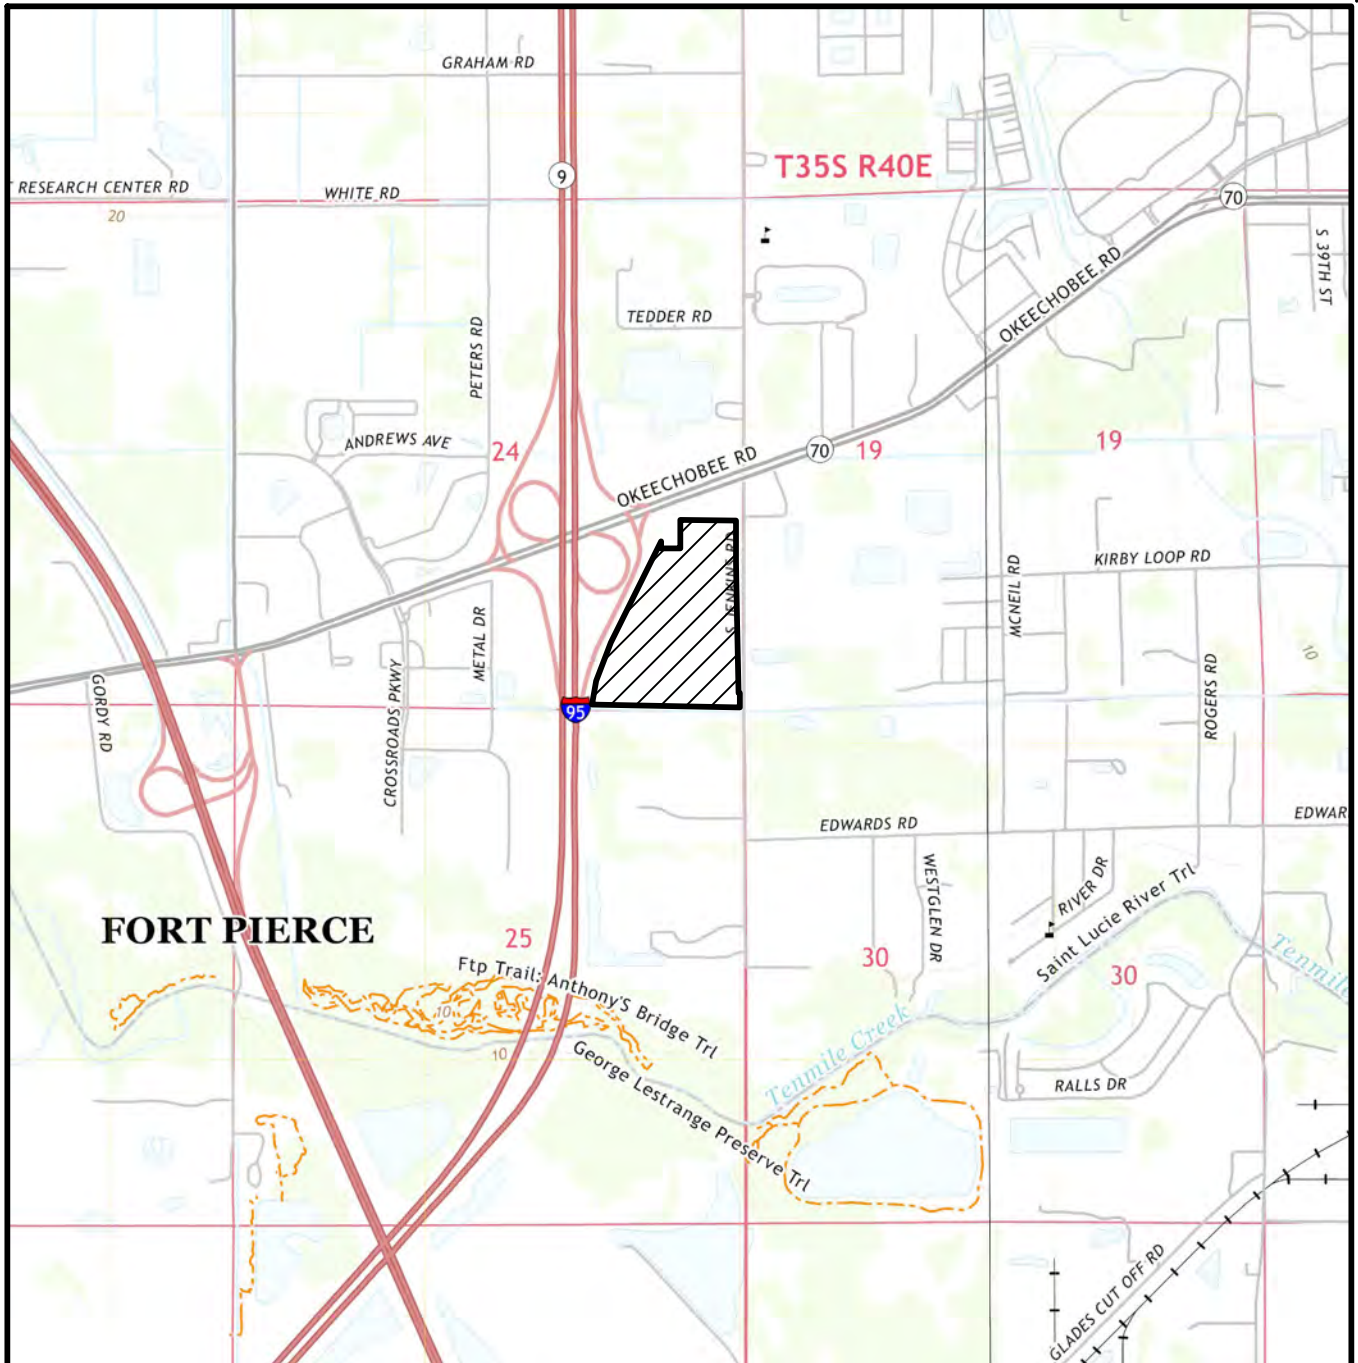 GRAHAM RD
9
T35S R40E
T RESEARCH CENTER RD
WHITE RD
20
70
S 39TH ST
OKEECHOBEE RD
TEDDER RD
PETERS RD
ANDREWS AVE
24
OKEECHOBEE RD
70
19
19
S JENKINS RD
KIRBY LOOP RD
MCNEIL RD
METAL DR
CROSSROADS PKWY
GORDY RD
95
ROGERS RD
10
EDWARDS RD
EDWAR
WESTGLEN DR
RIVER DR
Saint Lucie River Trl
FORT PIERCE
25
30
30
Tenmile
Ftp Trail: Anthony'S Bridge Trl
10
10
George Lestrange Preserve Trl
Tenmile Creek
RALLS DR
GLADES CUT OFF RD